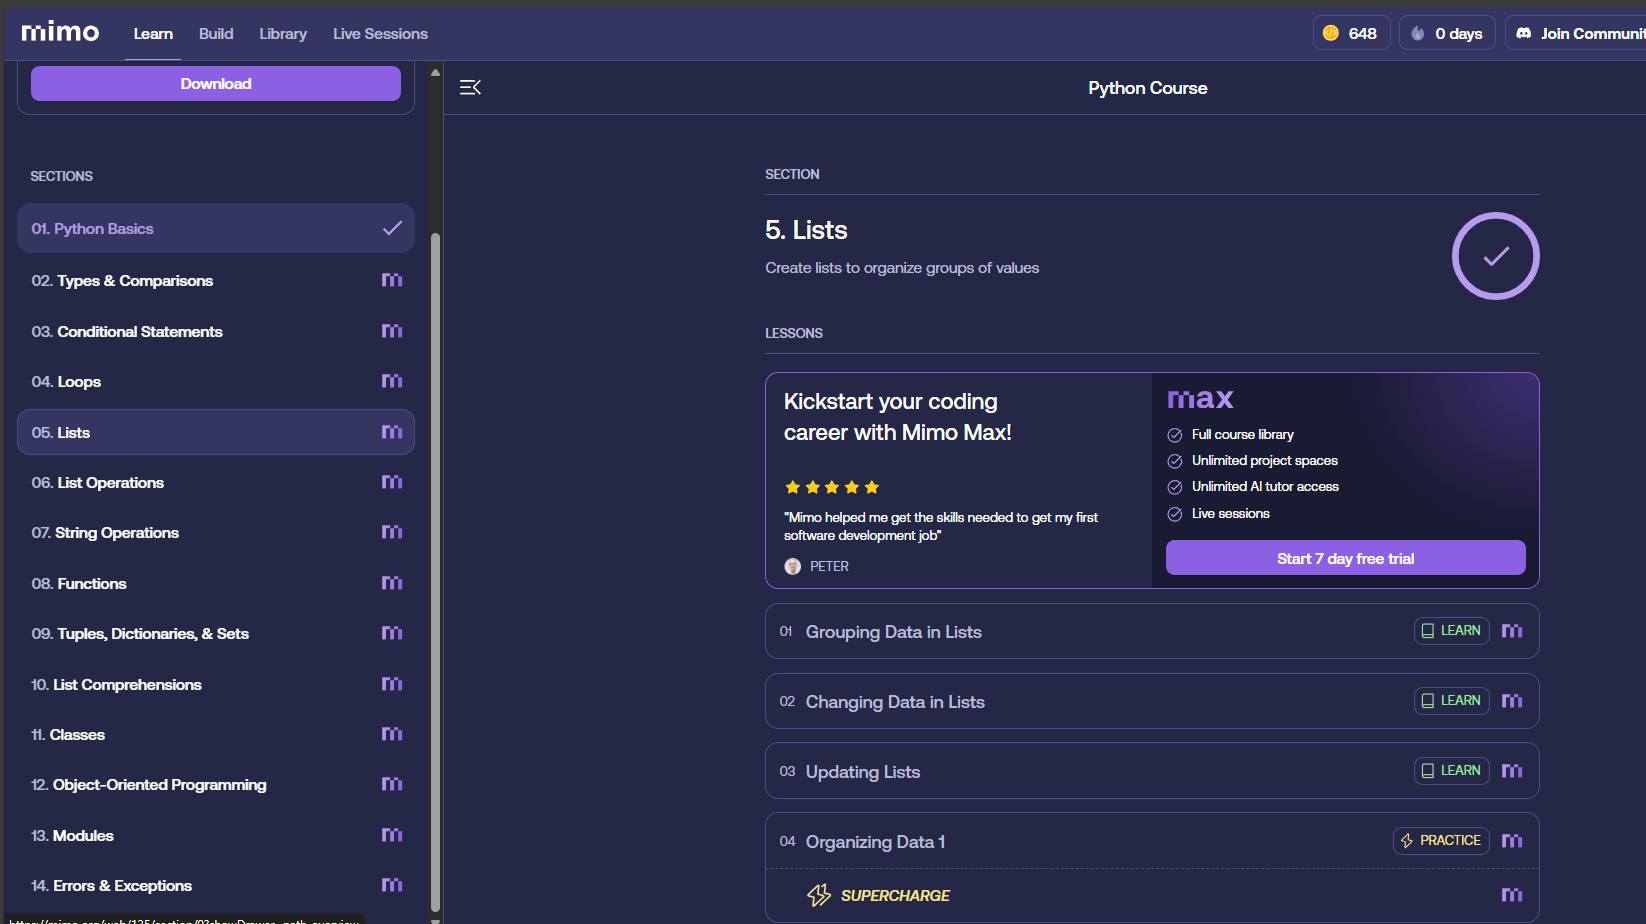 mimo
Learn
Build
Library
Live Sessions
648
0 days
Join Communit
Download
Python Course
SECTIONS
01. Python Basics
02. Types & Comparisons
03. Conditional Statements
04. Loops
05. Lists
06. List Operations
07. String Operations
08. Functions
09. Tuples, Dictionaries, & Sets
10. List Comprehensions
11. Classes
12. Object-Oriented Programming
13. Modules
14. Errors & Exceptions
SECTION
5. Lists
Create lists to organize groups of values
LESSONS
Kickstart your coding
career with Mimo Max!
"Mimo helped me get the skills needed to get my first
software development job"
PETER
max
Full course library
Unlimited project spaces
Unlimited AI tutor access
Live sessions
Start 7 day free trial
01 Grouping Data in Lists LEARN
02 Changing Data in Lists LEARN
03 Updating Lists LEARN
04 Organizing Data 1 PRACTICE
SUPERCHARGE